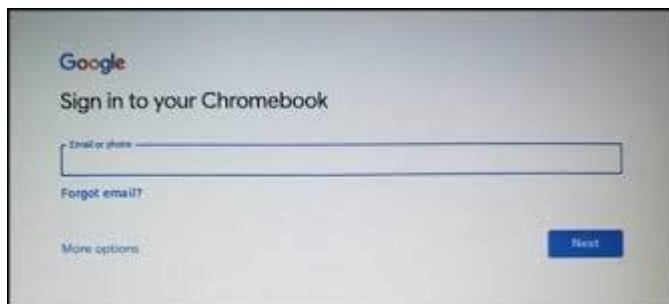 Google
Sign in to your Chromebook
Email or phone
Forgot email?
More options
Next